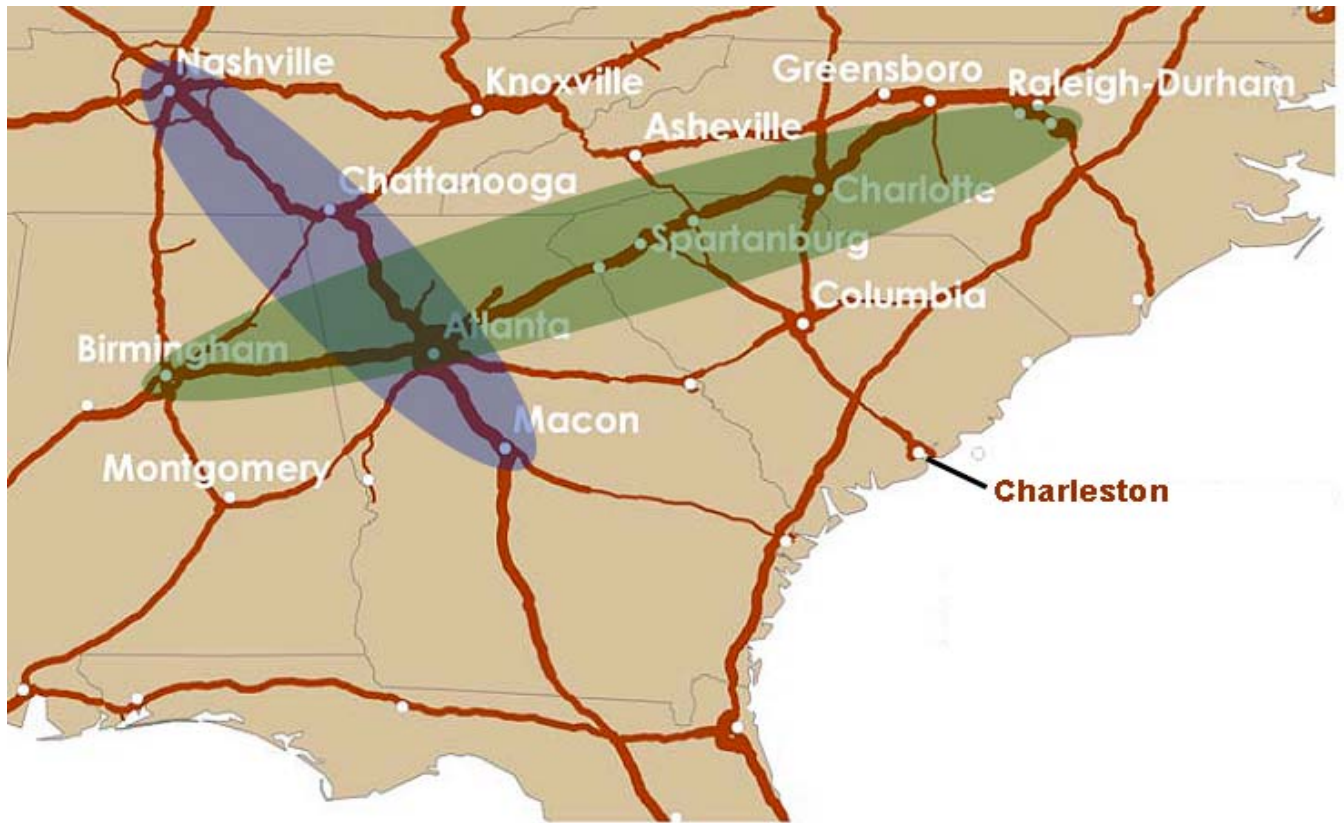 Nashville
Knoxville
Greensboro
Raleigh-Durham
Asheville
Chattanooga
Charlotte
Spartanburg
Columbia
Atlanta
Birmingham
Macon
Montgomery
Charleston